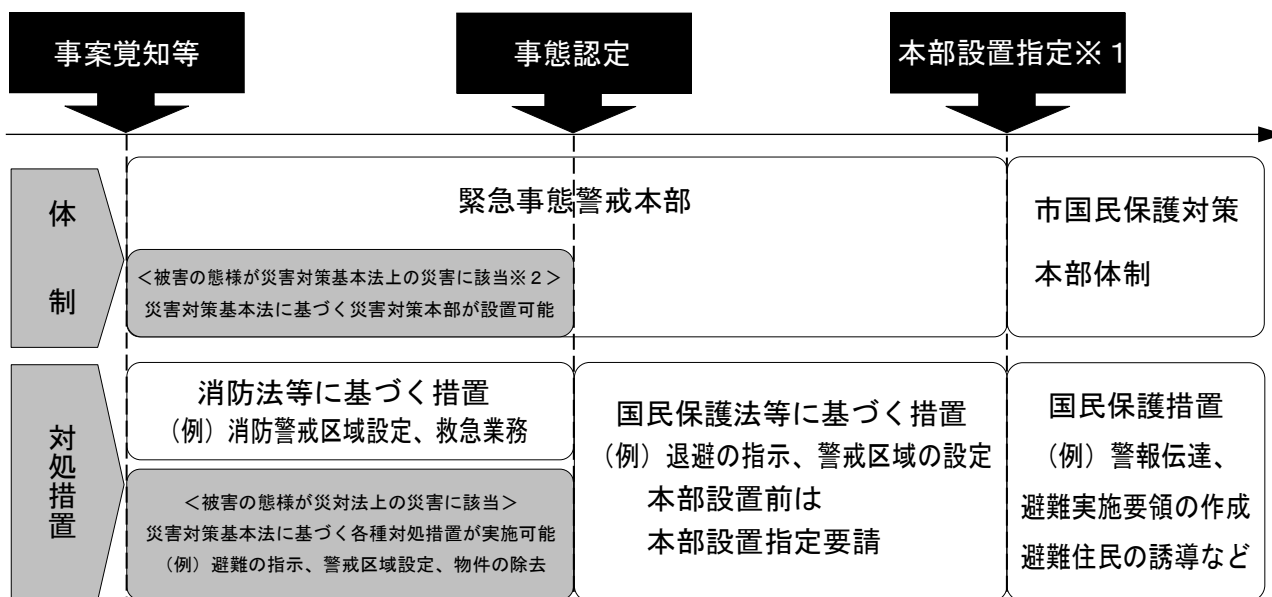 事案覚知等
事態認定
本部設置指定※１
体制
緊急事態警戒本部
＜被害の態様が災害対策基本法上の災害に該当※２＞
災害対策基本法に基づく災害対策本部が設置可能
市国民保護対策
本部体制
対処措置
消防法等に基づく措置
（例）消防警戒区域設定、救急業務
＜被害の態様が災対法上の災害に該当＞
災害対策基本法に基づく各種対処措置が実施可能
（例）避難の指示、警戒区域設定、物件の除去
国民保護法等に基づく措置
（例）退避の指示、警戒区域の設定
本部設置前は
本部設置指定要請
国民保護措置
（例）警報伝達、
避難実施要領の作成
避難住民の誘導など